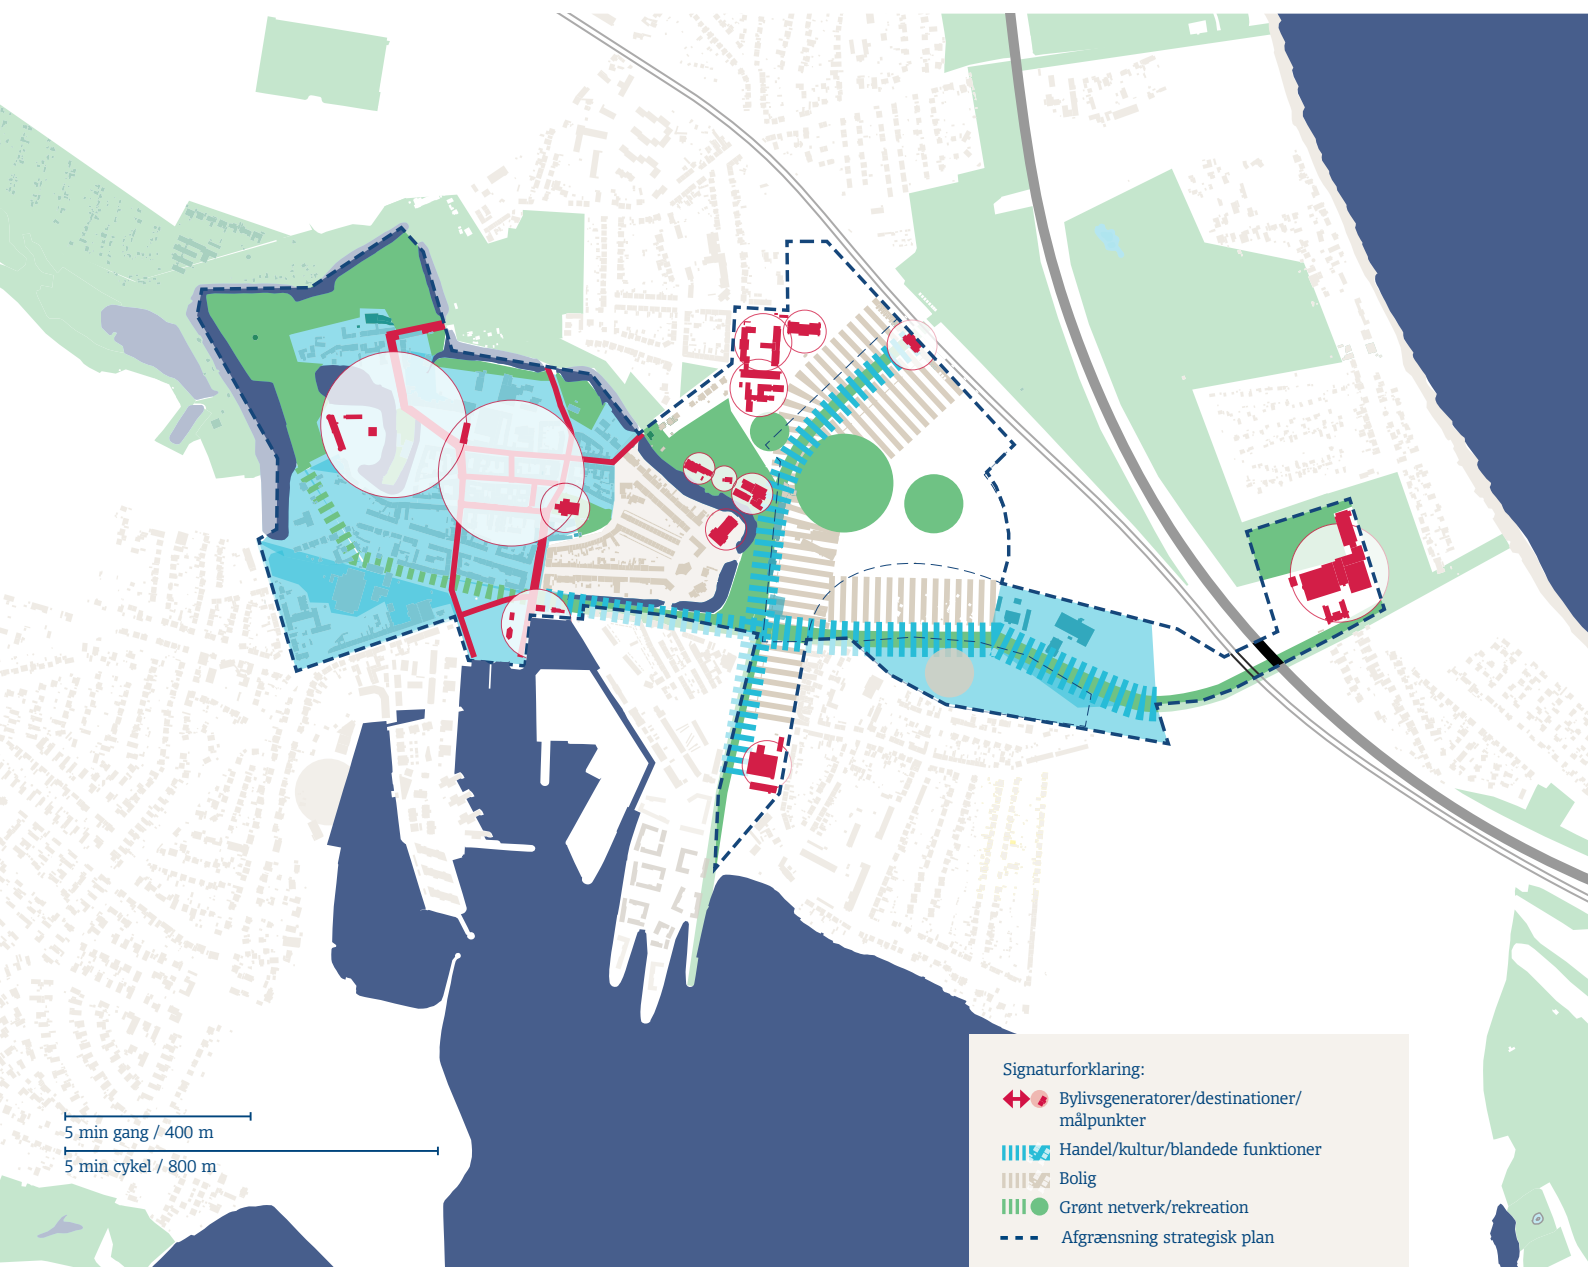 5 min gang / 400 m
5 min cykel / 800 m
Signaturforklaring:
Bylivsgeneratorer/destinationer/
målpunkter
Handel/kultur/blandede funktioner
Bolig
Grønt netverk/rekreation
Afgrænsning strategisk plan